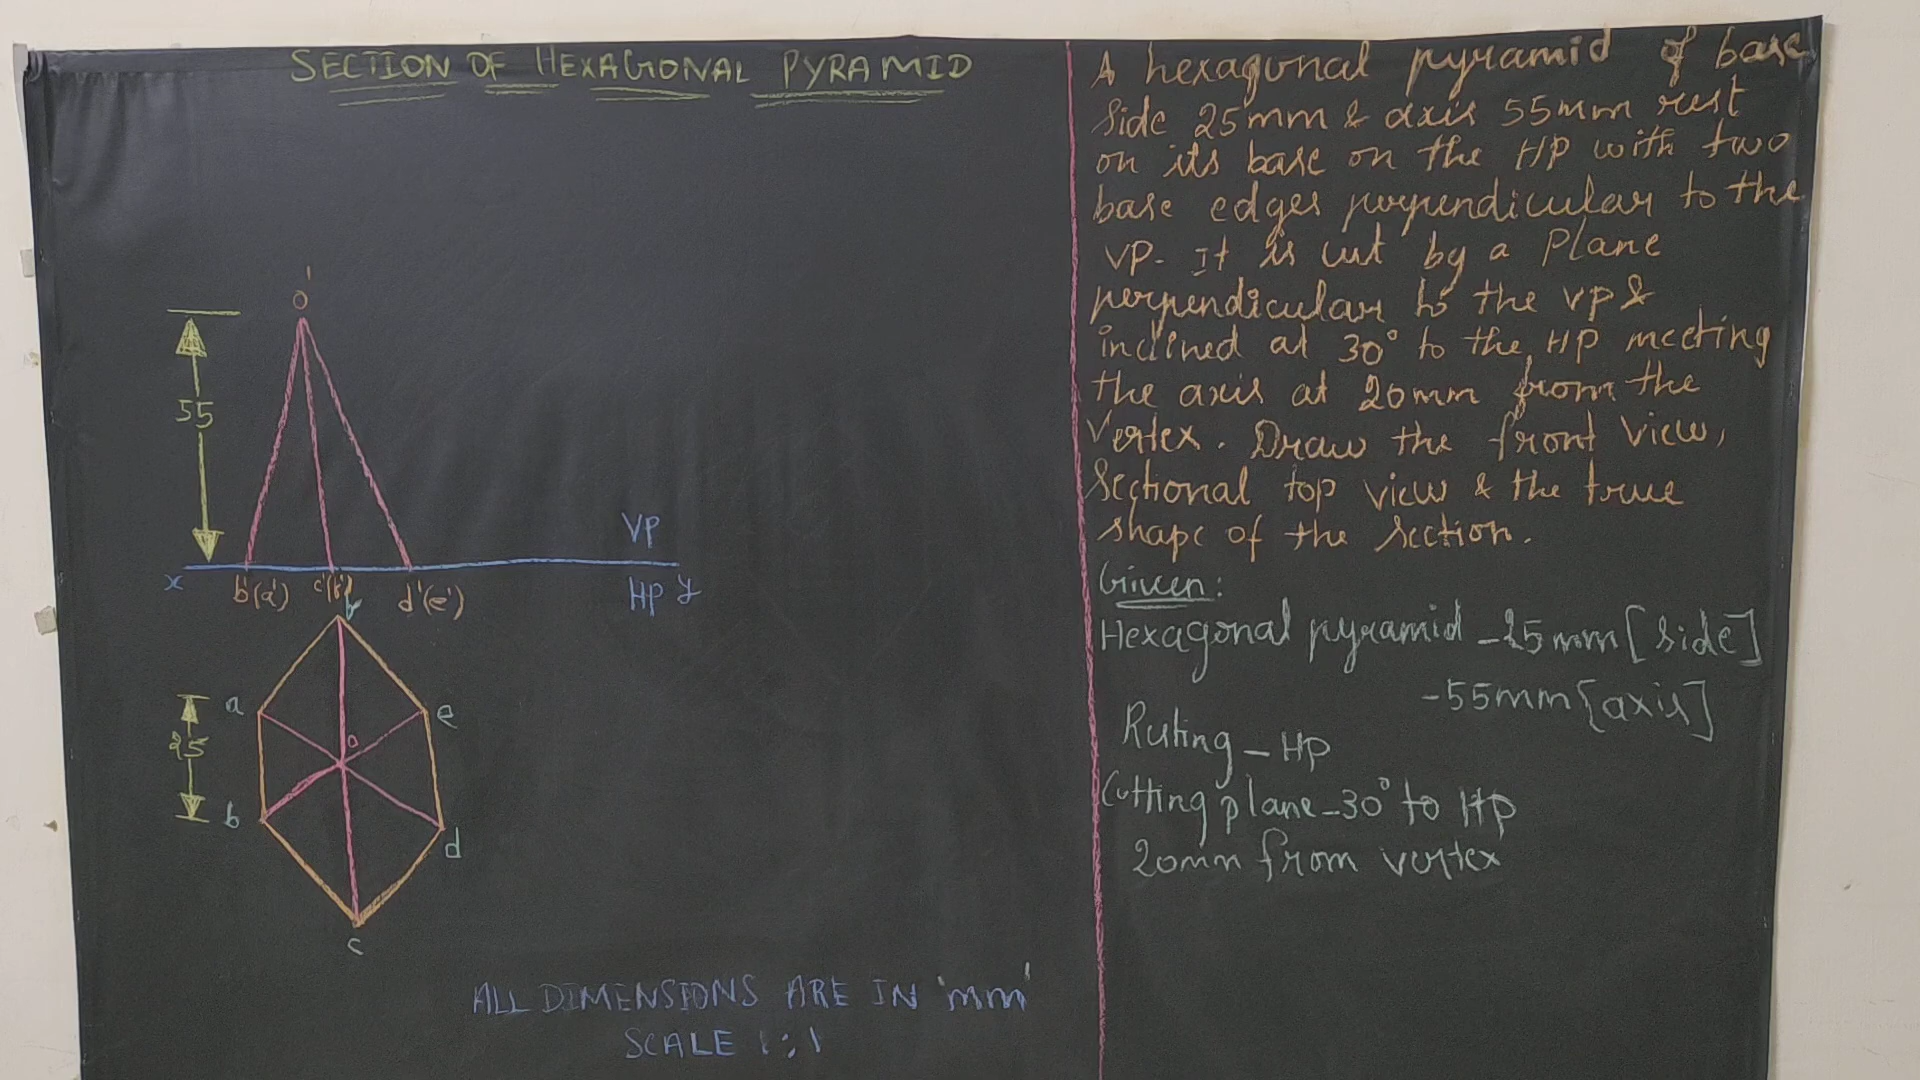 SECTION OF HEXAGONAL PYRAMID
o'
55
VP
x
HP y
b'(a') c'(f') d'(e')
f
a
e
25
o
b
d
c
ALL DIMENSIONS ARE IN 'mm'
SCALE 1:1
A hexagonal pyramid of base
side 25mm & axis 55mm rest
on its base on the HP with two
base edges perpendicular to the
VP. It is cut by a Plane
perpendicular to the VP &
inclined at 30° to the HP meeting
the axis at 20mm from the
Vertex. Draw the front view,
Sectional top view & the true
shape of the section.
Given:
Hexagonal pyramid - 25mm [side]
- 55mm [axis]
Resting - HP
Cutting plane - 30° to HP
20mm from vertex